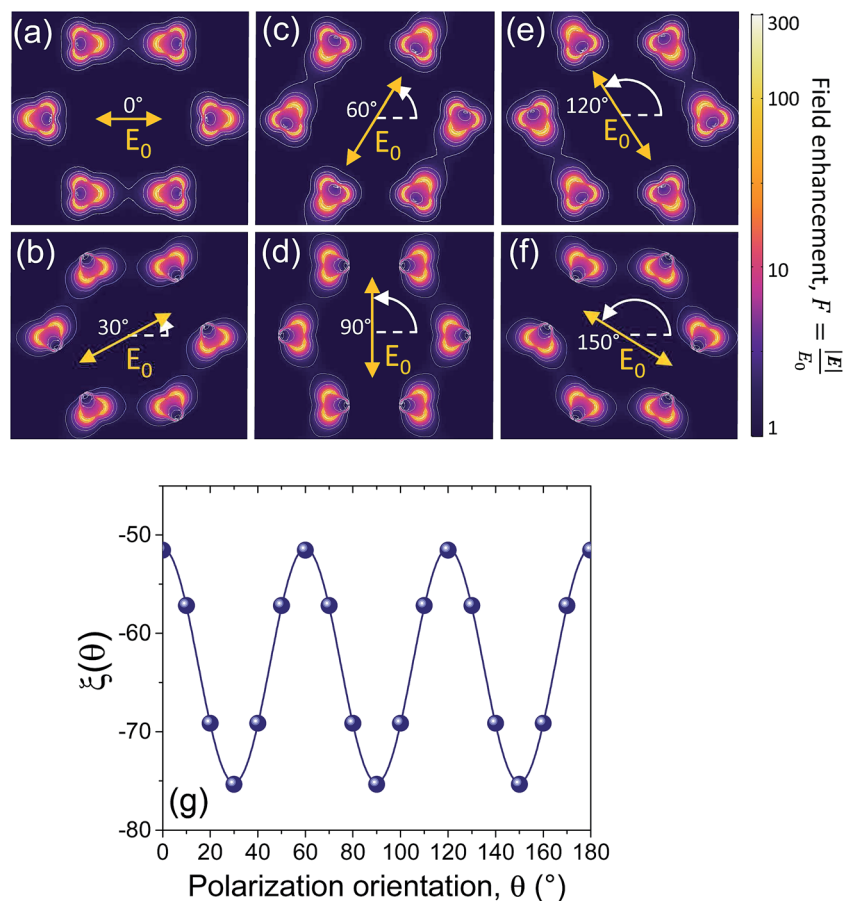 (a)
0°
E0
(c)
60°
E0
(e)
120°
E0
(b)
30°
E0
(d)
90°
E0
(f)
150°
E0
300
100
10
1
Field enhancement, F = |E| / E0
-50
-60
-70
-80
ξ(θ)
(g)
0 20 40 60 80 100 120 140 160 180
Polarization orientation, θ (°)